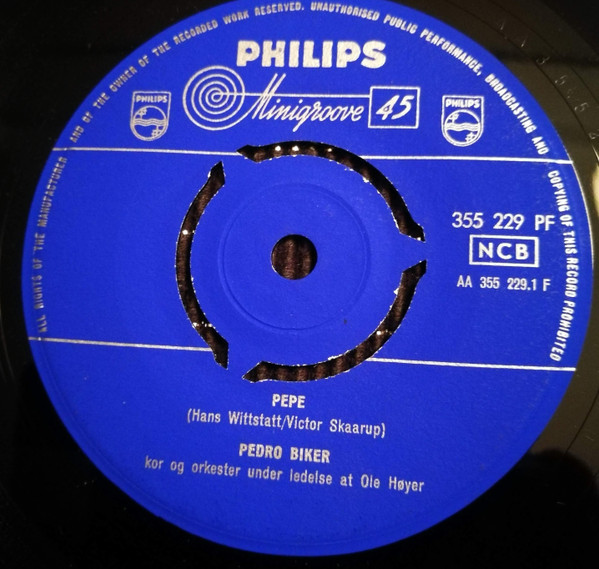 ALL RIGHTS OF THE MANUFACTURER AND OF THE OWNER OF THE RECORDED WORK RESERVED. UNAUTHORISED PUBLIC PERFORMANCE, BROADCASTING AND COPYING OF THIS RECORD PROHIBITED
PHILIPS
Minigroove 45
PHILIPS
PHILIPS
355 229 PF
NCB
AA 355 229.1 F
PEPE
(Hans Wittstatt/Victor Skaarup)
PEDRO BIKER
kor og orkester under ledelse at Ole Høyer